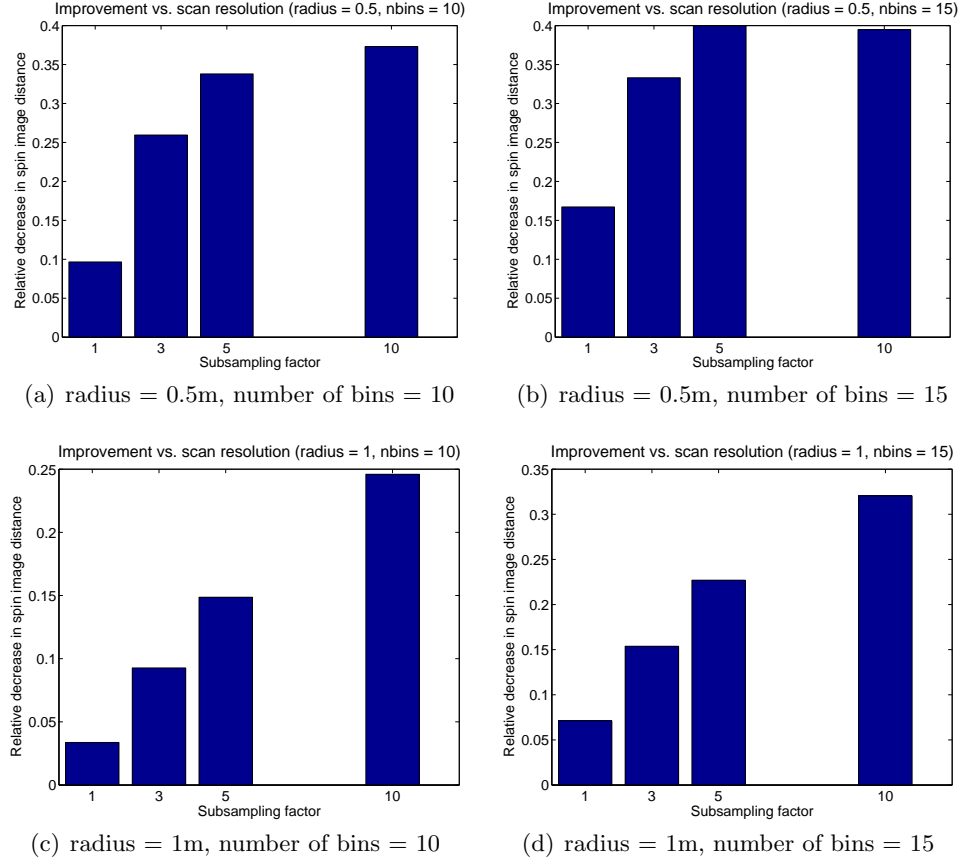 Improvement vs. scan resolution (radius = 0.5, nbins = 10)
0.4
0.35
0.3
0.25
0.2
0.15
0.1
0.05
0
Relative decrease in spin image distance
1 3 5 10
Subsampling factor
(a) radius = 0.5m, number of bins = 10
Improvement vs. scan resolution (radius = 0.5, nbins = 15)
0.4
0.35
0.3
0.25
0.2
0.15
0.1
0.05
0
Relative decrease in spin image distance
1 3 5 10
Subsampling factor
(b) radius = 0.5m, number of bins = 15
Improvement vs. scan resolution (radius = 1, nbins = 10)
0.25
0.2
0.15
0.1
0.05
0
Relative decrease in spin image distance
1 3 5 10
Subsampling factor
(c) radius = 1m, number of bins = 10
Improvement vs. scan resolution (radius = 1, nbins = 15)
0.35
0.3
0.25
0.2
0.15
0.1
0.05
0
Relative decrease in spin image distance
1 3 5 10
Subsampling factor
(d) radius = 1m, number of bins = 15